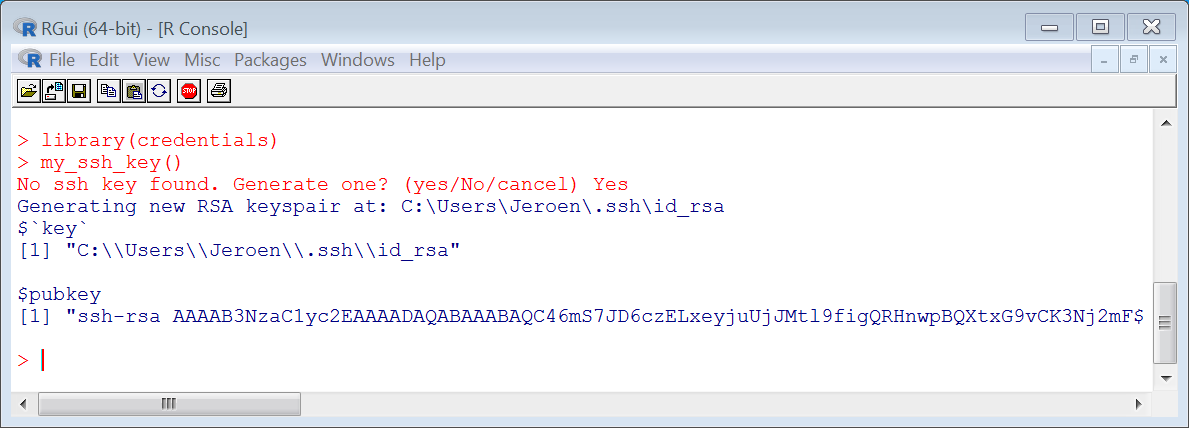 RGui (64-bit) - [R Console]
File Edit View Misc Packages Windows Help
STOP
> library(credentials)
> my_ssh_key()
No ssh key found. Generate one? (yes/No/cancel) Yes
Generating new RSA keyspair at: C:\Users\Jeroen\.ssh\id_rsa
$`key`
[1] "C:\\Users\\Jeroen\\.ssh\\id_rsa"
$pubkey
[1] "ssh-rsa AAAAB3NzaC1yc2EAAAADAQABAAABAQC46mS7JD6czELxeyjuUjJMtl9figQRHnwpBQXtxG9vCK3Nj2mF$
>